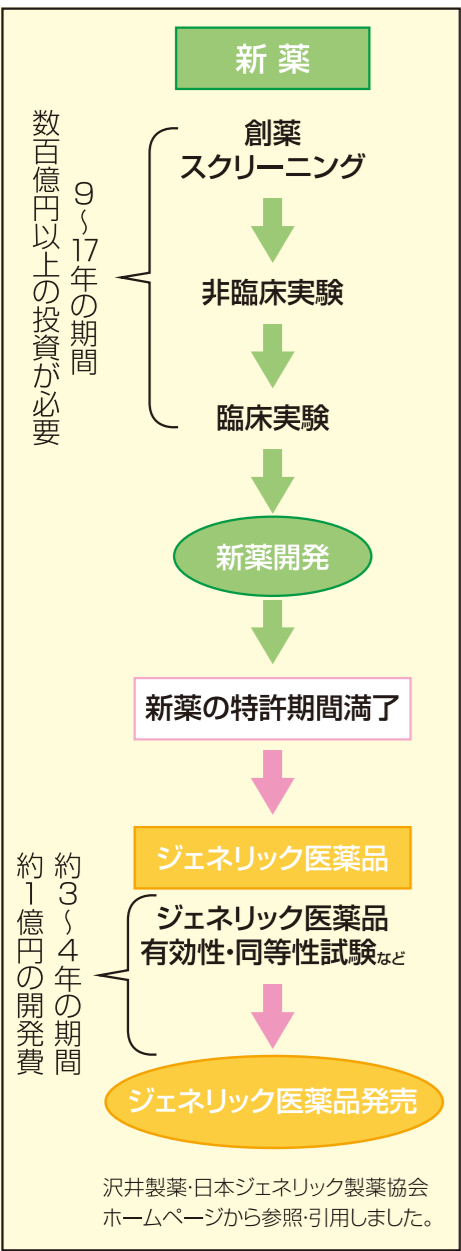 新薬
創薬
スクリーニング
9〜17年の期間
数百億円以上の投資が必要
非臨床実験
臨床実験
新薬開発
新薬の特許期間満了
ジェネリック医薬品
ジェネリック医薬品
有効性・同等性試験など
約3〜4年の期間
約1億円の開発費
ジェネリック医薬品発売
沢井製薬・日本ジェネリック製薬協会
ホームページから参照・引用しました。